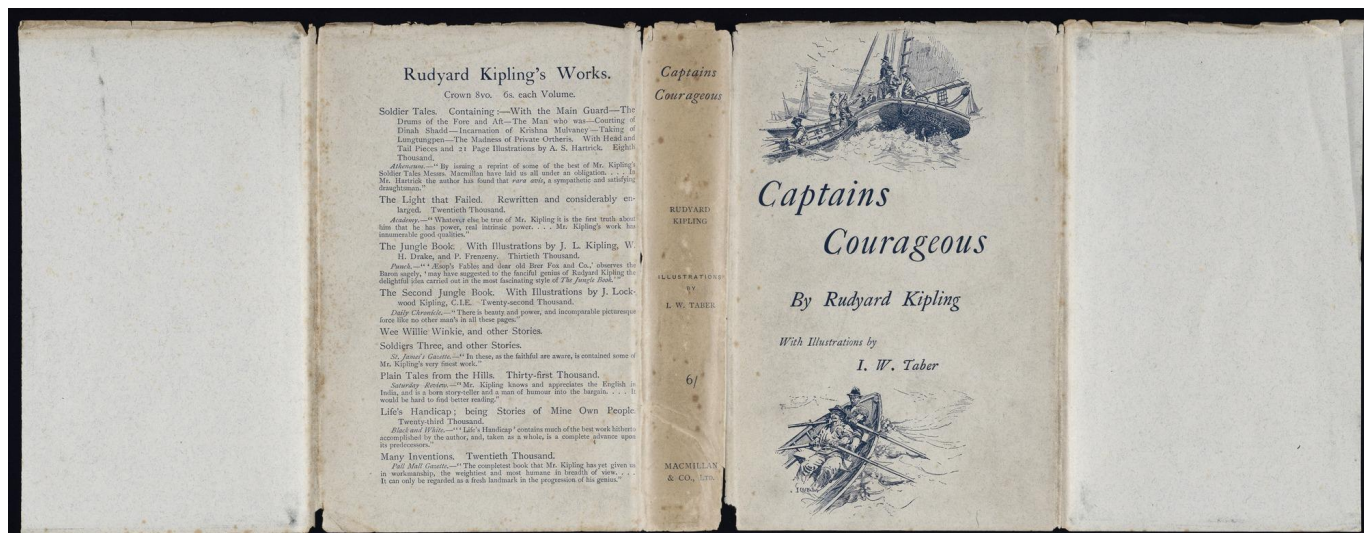 Rudyard Kipling's Works.
Crown 8vo. 6s. each Volume.
Soldier Tales. Containing :—With the Main Guard—The
Drums of the Fore and Aft—The Man who was—Courting of
Dinah Shadd—Incarnation of Krishna Mulvaney—Taking of
Lungtungpen—The Madness of Private Ortheris. With Head and
Tail Pieces and 21 Page Illustrations by A. S. Hartrick. Eighth
Thousand.
Athenæum.—"By issuing a reprint of some of the best of Mr. Kipling's
Soldier Tales Messrs. Macmillan have laid us all under an obligation. . . . In
Mr. Hartrick the author has found that rara avis, a sympathetic and satisfying
draughtsman."
The Light that Failed. Rewritten and considerably en-
larged. Twentieth Thousand.
Academy.—"Whatever else be true of Mr. Kipling it is the first truth about
him that he has power, real intrinsic power. . . . Mr. Kipling's work has
innumerable good qualities."
The Jungle Book. With Illustrations by J. L. Kipling, W.
H. Drake, and P. Frenzeny. Thirtieth Thousand.
Punch.—"'Æsop's Fables and dear old Brer Fox and Co.,' observes the
Baron sagely, 'may have suggested to the fanciful genius of Rudyard Kipling the
delightful idea carried out in the most fascinating style of The Jungle Book.'"
The Second Jungle Book. With Illustrations by J. Lock-
wood Kipling, C.I.E. Twenty-second Thousand.
Daily Chronicle.—"There is beauty and power, and incomparable picturesque
force like no other man's in all these pages."
Wee Willie Winkie, and other Stories.
Soldiers Three, and other Stories.
St. James's Gazette.—"In these, as the faithful are aware, is contained some of
Mr. Kipling's very finest work."
Plain Tales from the Hills. Thirty-first Thousand.
Saturday Review.—"Mr. Kipling knows and appreciates the English in
India, and is a born story-teller and a man of humour into the bargain. . . . It
would be hard to find better reading."
Life's Handicap; being Stories of Mine Own People.
Twenty-third Thousand.
Black and White.—"'Life's Handicap' contains much of the best work hitherto
accomplished by the author, and, taken as a whole, is a complete advance upon
its predecessors."
Many Inventions. Twentieth Thousand.
Pall Mall Gazette.—"The completest book that Mr. Kipling has yet given us
in workmanship, the weightiest and most humane in breadth of view. . . .
It can only be regarded as a fresh landmark in the progression of his genius."
Captains
Courageous
RUDYARD
KIPLING
ILLUSTRATIONS
BY
I. W. TABER
6/
MACMILLAN
& CO., Ltd.
Captains
Courageous
By Rudyard Kipling
With Illustrations by
I. W. Taber